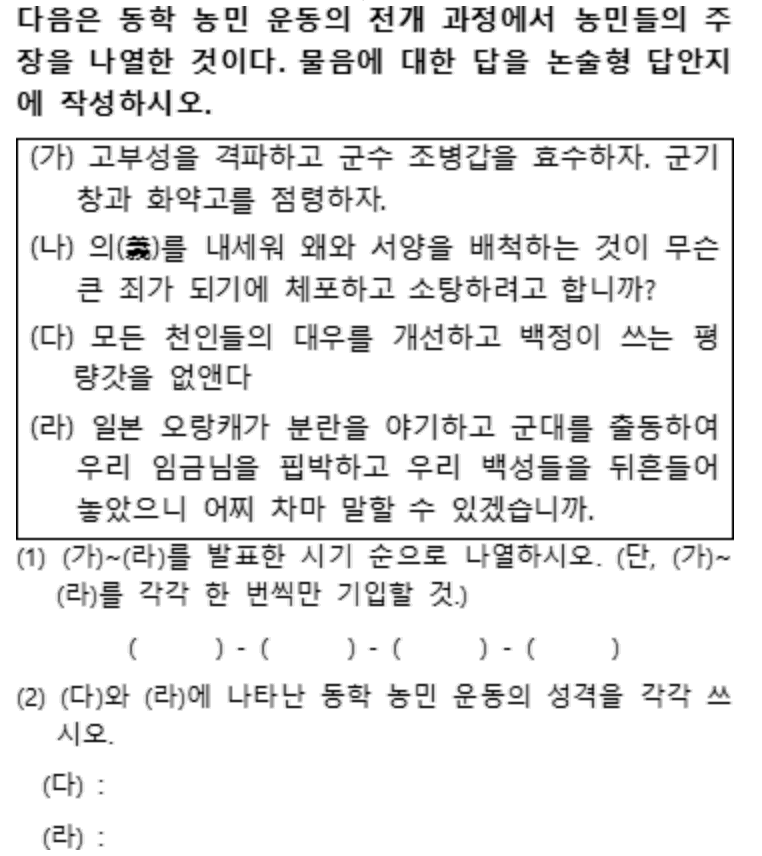 다음은 동학 농민 운동의 전개 과정에서 농민들의 주
장을 나열한 것이다. 물음에 대한 답을 논술형 답안지
에 작성하시오.
(가) 고부성을 격파하고 군수 조병갑을 효수하자. 군기
창과 화약고를 점령하자.
(나) 의(義)를 내세워 왜와 서양을 배척하는 것이 무슨
큰 죄가 되기에 체포하고 소탕하려고 합니까?
(다) 모든 천인들의 대우를 개선하고 백정이 쓰는 평
량갓을 없앤다
(라) 일본 오랑캐가 분란을 야기하고 군대를 출동하여
우리 임금님을 핍박하고 우리 백성들을 뒤흔들어
놓았으니 어찌 차마 말할 수 있겠습니까.
(1) (가)~(라)를 발표한 시기 순으로 나열하시오. (단, (가)~
(라)를 각각 한 번씩만 기입할 것.)
( ) - ( ) - ( ) - ( )
(2) (다)와 (라)에 나타난 동학 농민 운동의 성격을 각각 쓰
시오.
(다) :
(라) :